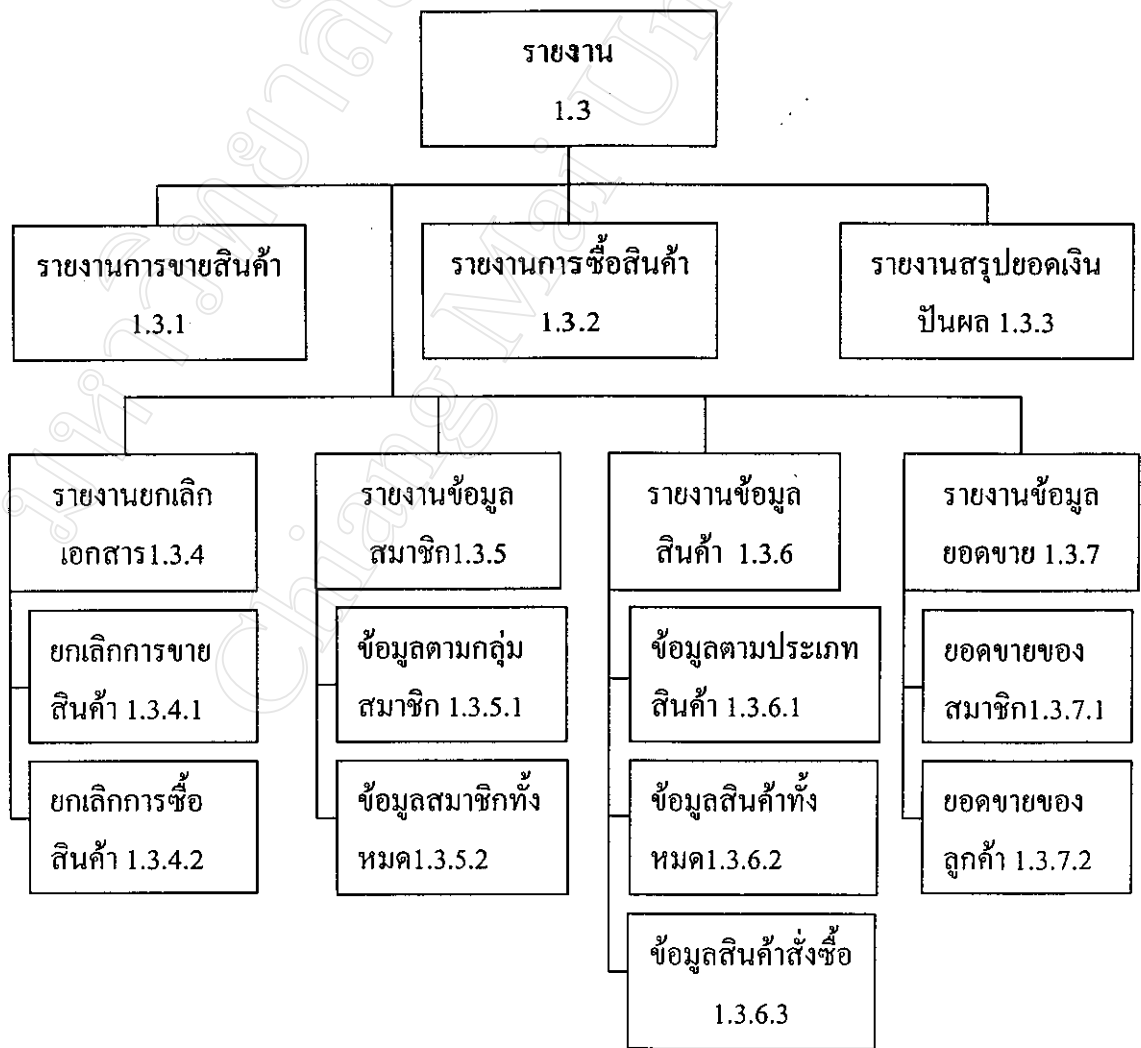 รายงาน
1.3
รายงานการขายสินค้า
1.3.1
รายงานการซื้อสินค้า
1.3.2
รายงานสรุปยอดเงิน
ปันผล 1.3.3
รายงานยกเลิก
เอกสาร1.3.4
ยกเลิกการขาย
สินค้า 1.3.4.1
ยกเลิกการซื้อ
สินค้า 1.3.4.2
รายงานข้อมูล
สมาชิก1.3.5
ข้อมูลตามกลุ่ม
สมาชิก 1.3.5.1
ข้อมูลสมาชิกทั้ง
หมด1.3.5.2
รายงานข้อมูล
สินค้า 1.3.6
ข้อมูลตามประเภท
สินค้า 1.3.6.1
ข้อมูลสินค้าทั้ง
หมด1.3.6.2
ข้อมูลสินค้าสั่งซื้อ
1.3.6.3
รายงานข้อมูล
ยอดขาย 1.3.7
ยอดขายของ
สมาชิก1.3.7.1
ยอดขายของ
ลูกค้า 1.3.7.2
Chiang Mai